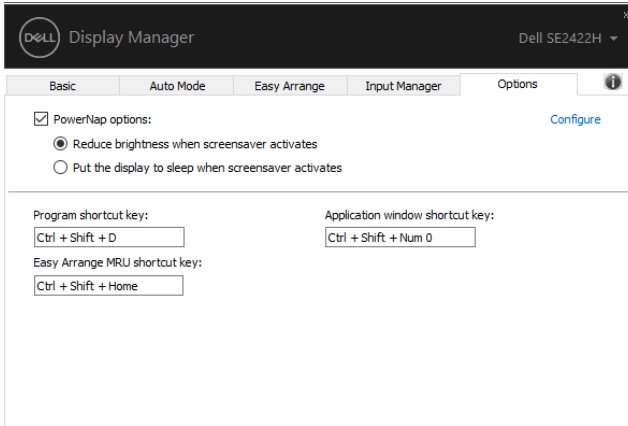 DELL Display Manager
Dell SE2422H
Basic
Auto Mode
Easy Arrange
Input Manager
Options
PowerNap options:
Configure
Reduce brightness when screensaver activates
Put the display to sleep when screensaver activates
Program shortcut key:
Application window shortcut key:
Ctrl + Shift + D
Ctrl + Shift + Num 0
Easy Arrange MRU shortcut key:
Ctrl + Shift + Home